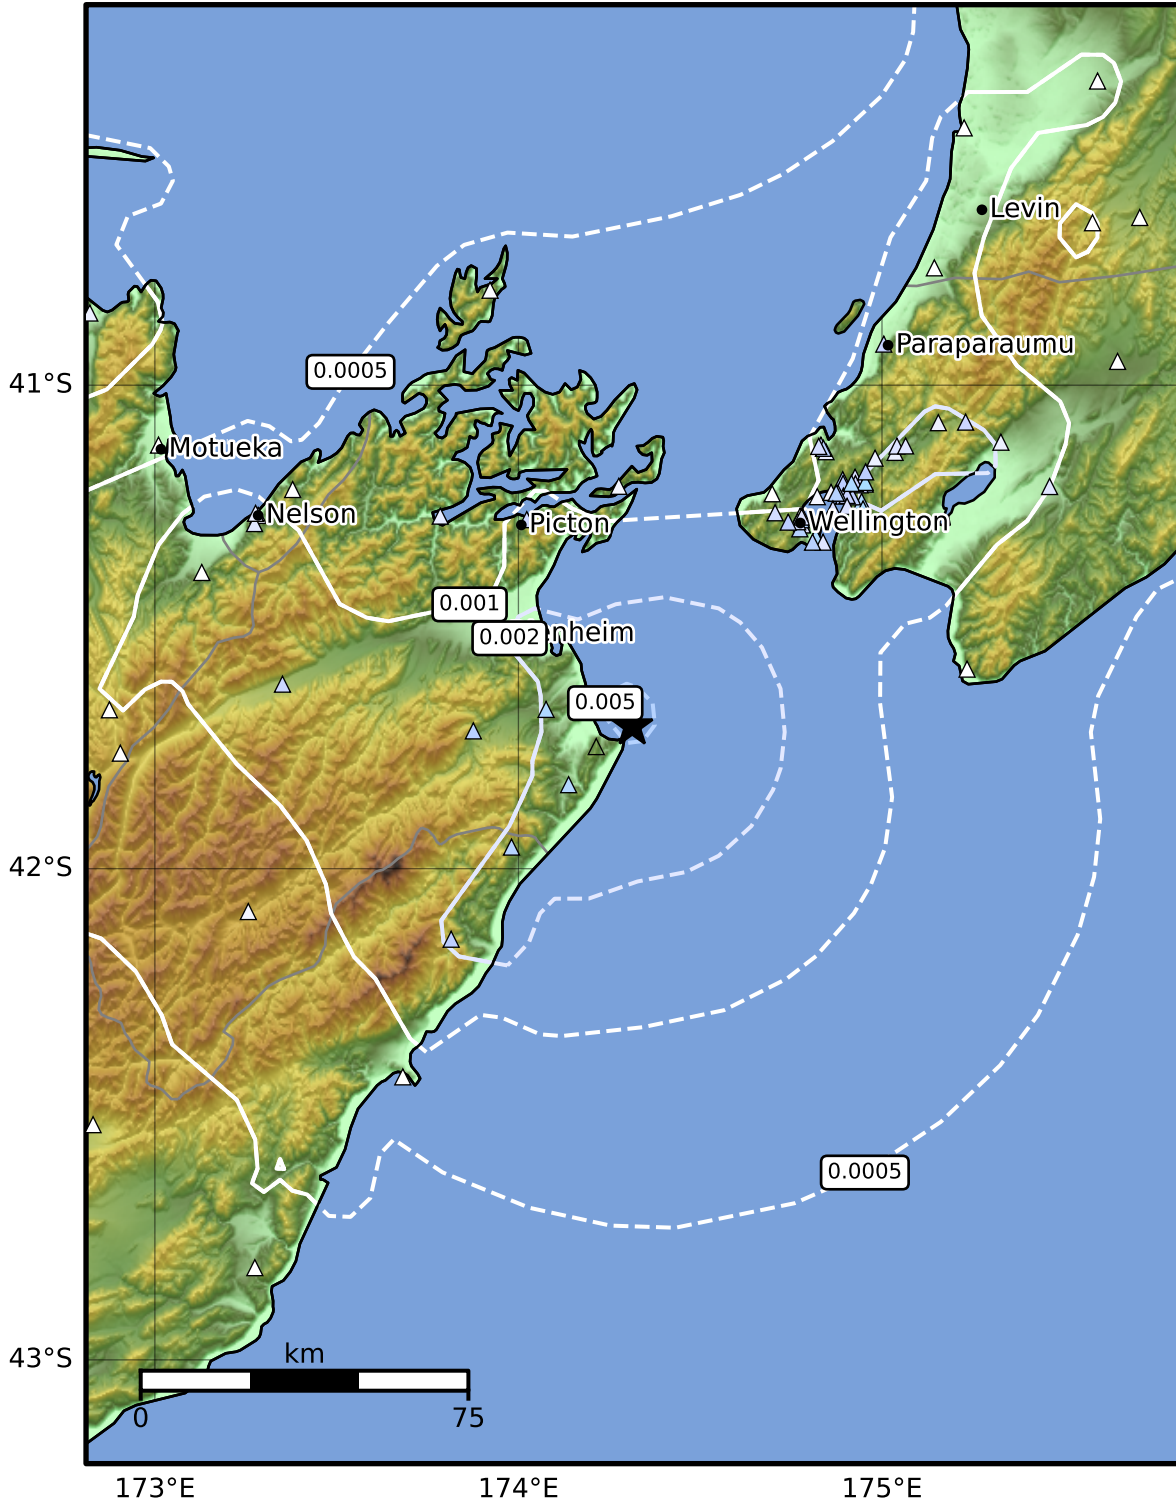 Levin
Paraparaumu
0.0005
41°S
Motueka
Nelson
Picton
Wellington
0.001
0.002
enheim
0.005
42°S
0.0005
43°S
km
0
75
173°E
174°E
175°E